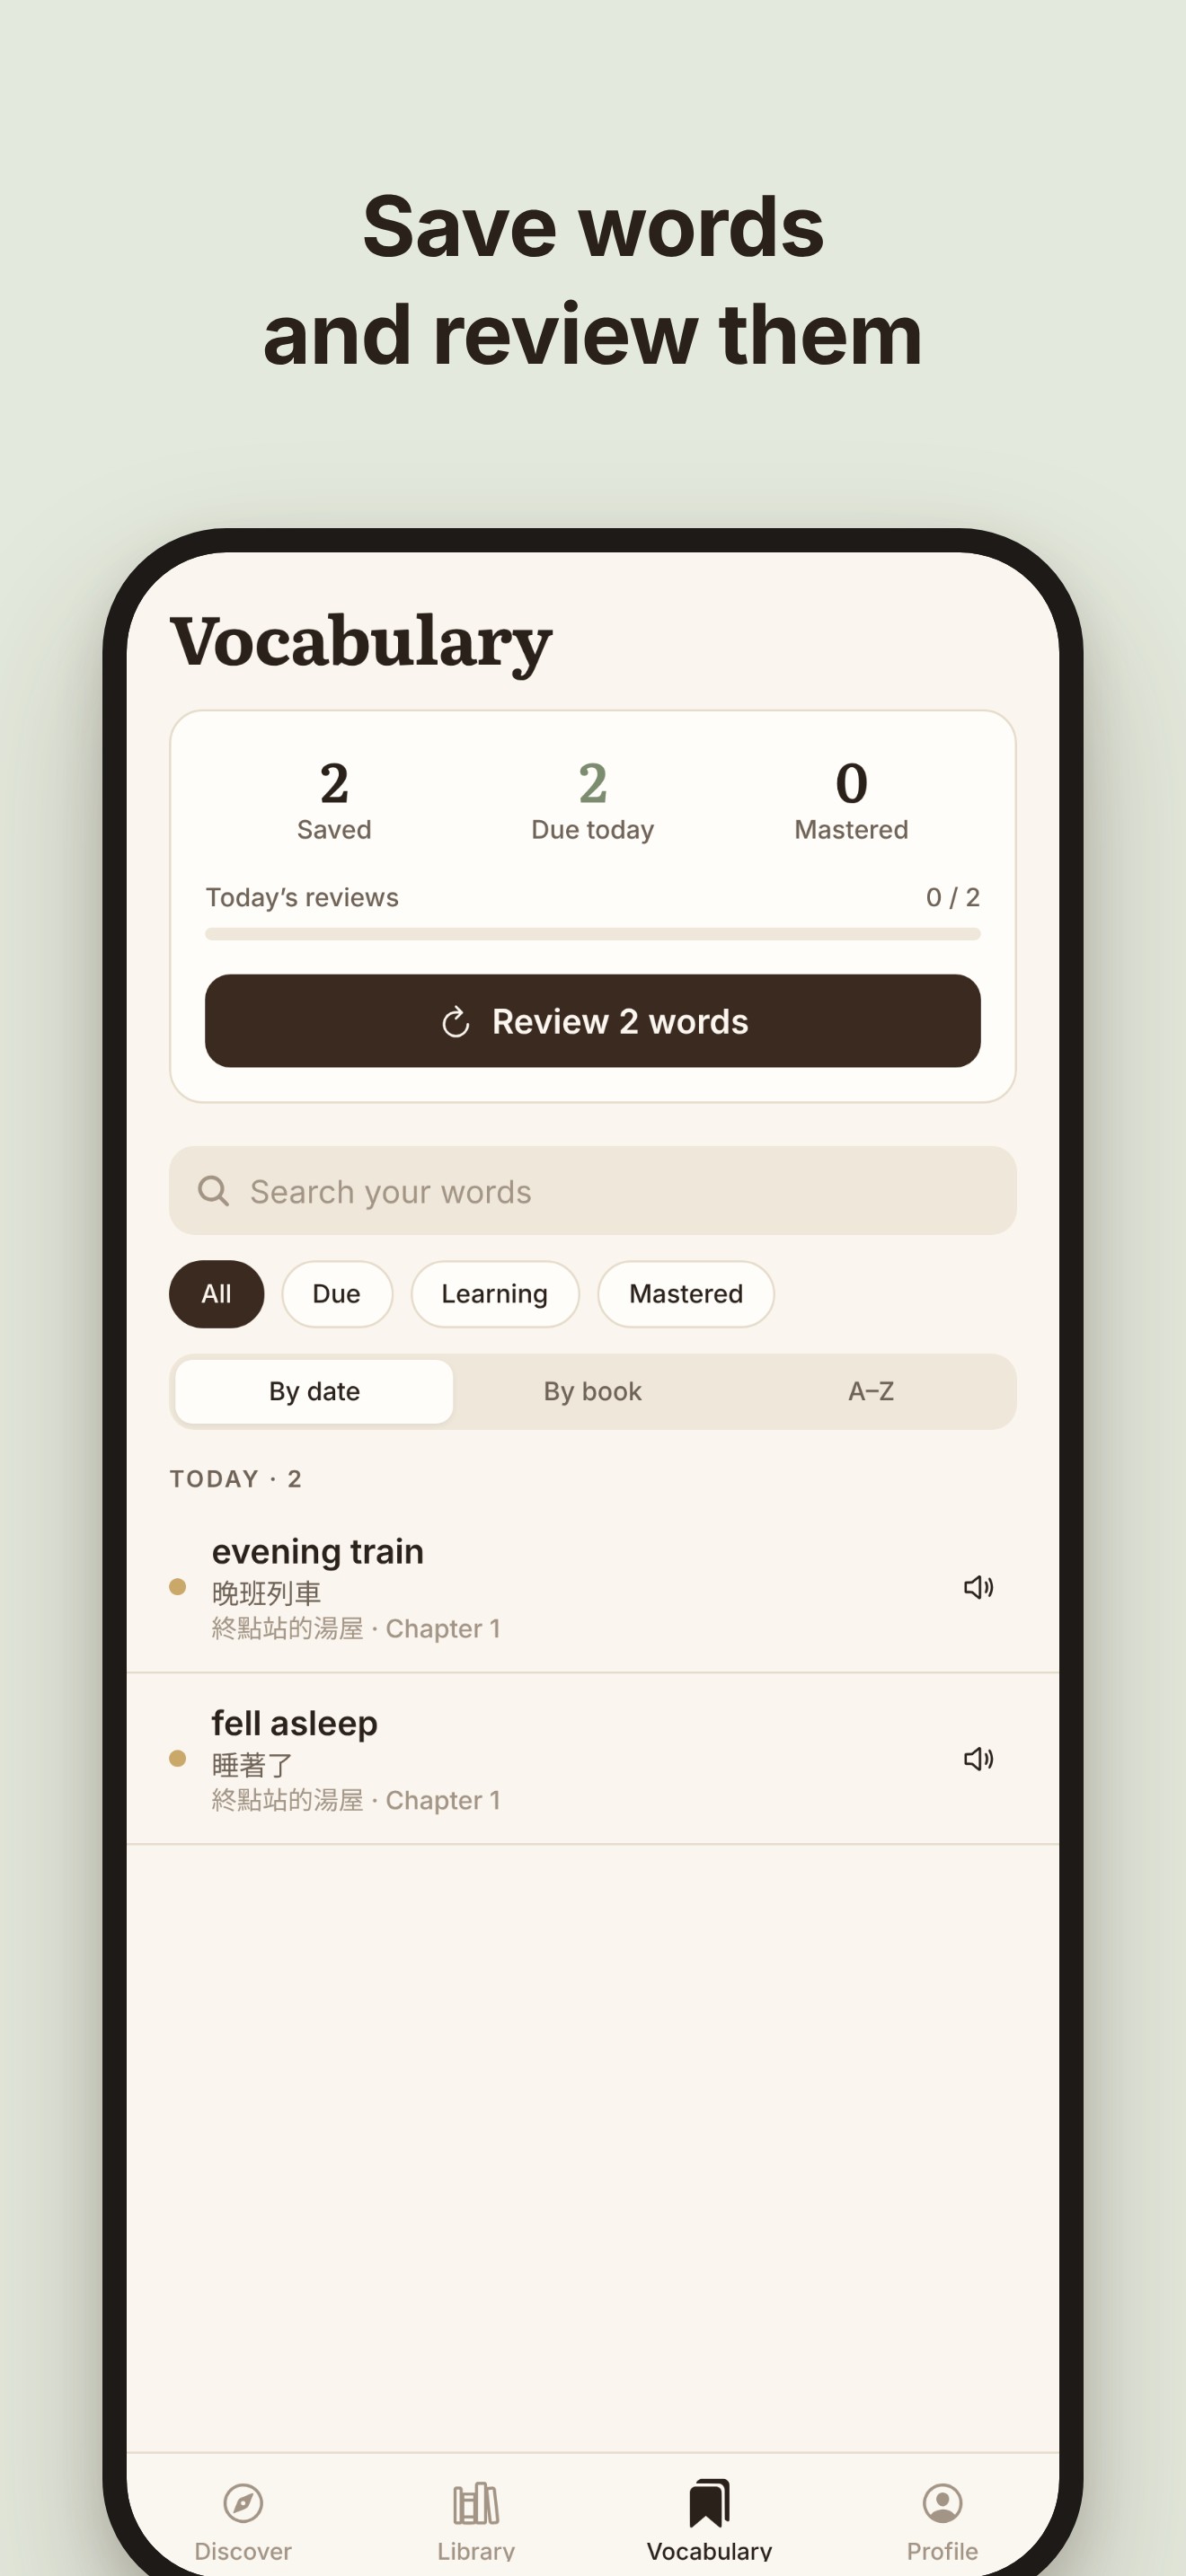 Save words
and review them
Vocabulary
2 2 0
Saved Due today Mastered
Today’s reviews 0 / 2
Review 2 words
Search your words
All Due Learning Mastered
By date By book A–Z
TODAY · 2
evening train
晚班列車
終點站的湯屋 · Chapter 1
fell asleep
睡著了
終點站的湯屋 · Chapter 1
Discover Library Vocabulary Profile